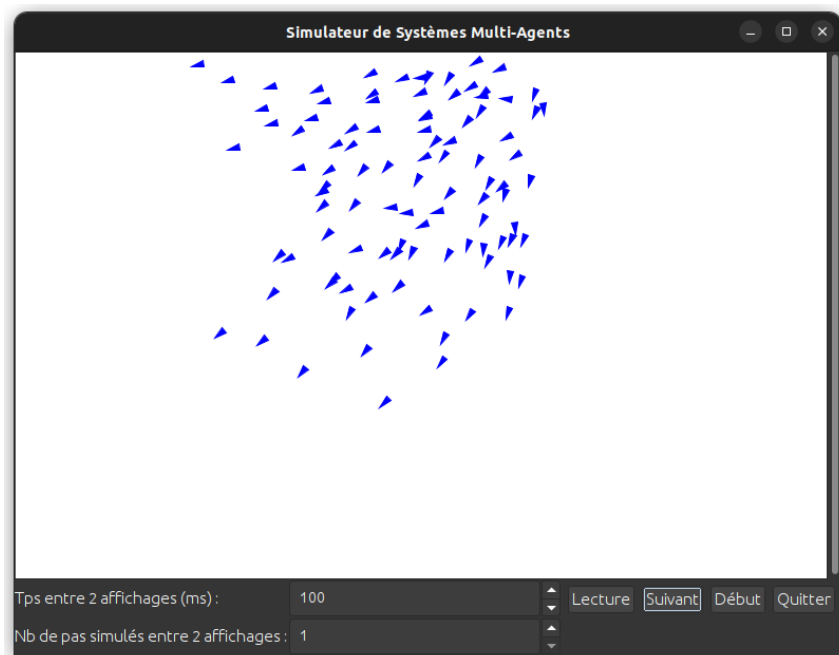 Simulateur de Systèmes Multi-Agents
Tps entre 2 affichages (ms) : 100 Lecture Suivant Début Quitter
Nb de pas simulés entre 2 affichages : 1